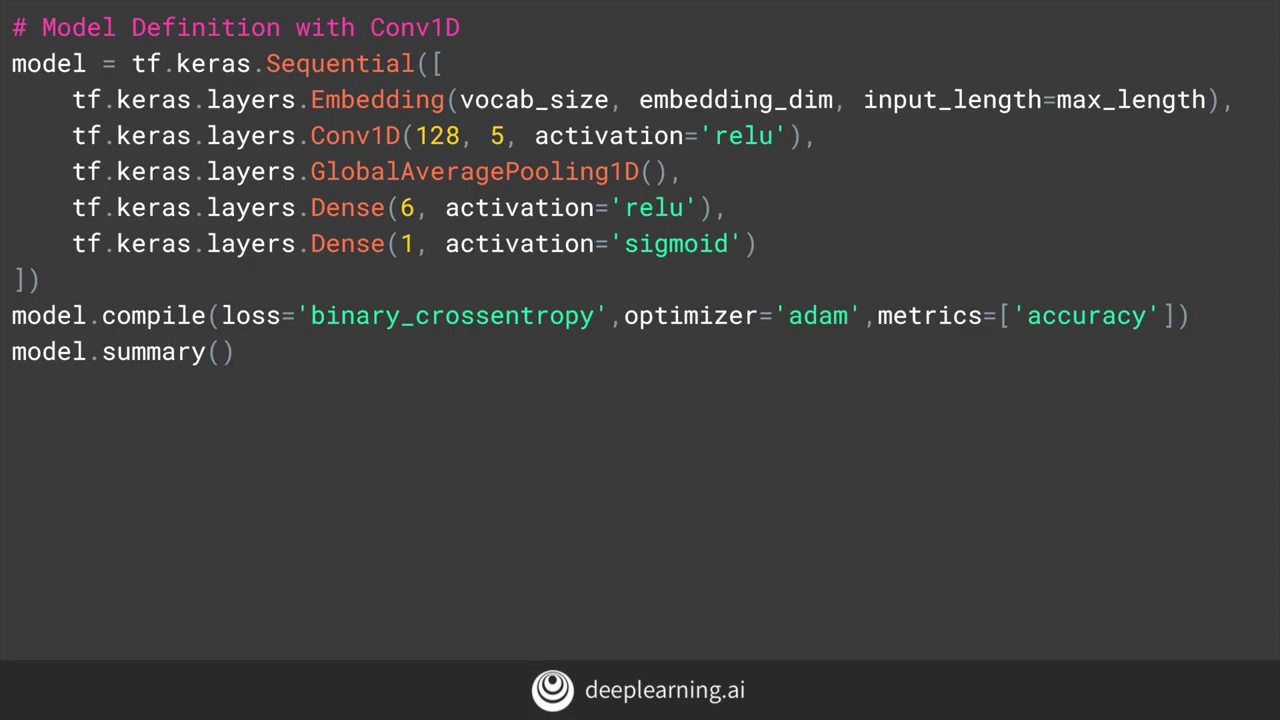 # Model Definition with Conv1D
model = tf.keras.Sequential([
    tf.keras.layers.Embedding(vocab_size, embedding_dim, input_length=max_length),
    tf.keras.layers.Conv1D(128, 5, activation='relu'),
    tf.keras.layers.GlobalAveragePooling1D(),
    tf.keras.layers.Dense(6, activation='relu'),
    tf.keras.layers.Dense(1, activation='sigmoid')
])
model.compile(loss='binary_crossentropy',optimizer='adam',metrics=['accuracy'])
model.summary()
deeplearning.ai